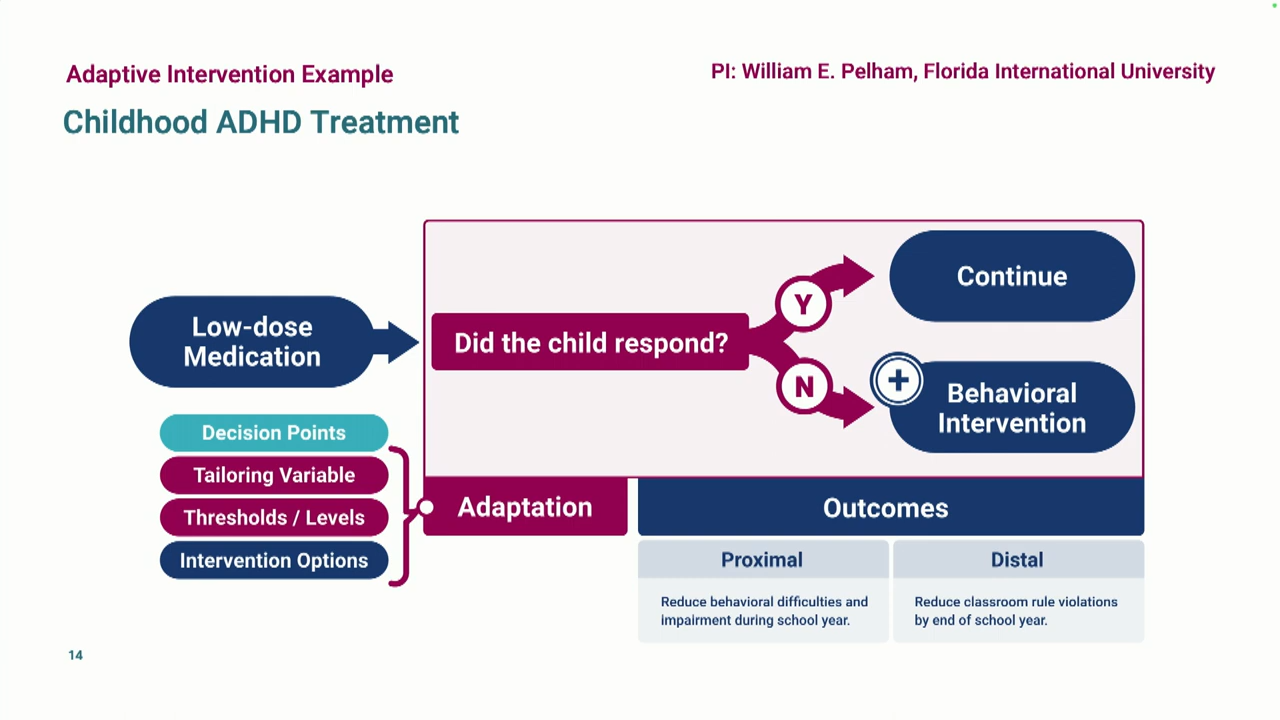 Adaptive Intervention Example
PI: William E. Pelham, Florida International University
Childhood ADHD Treatment
Low-dose
Medication
Did the child respond?
Y
N
Continue
+
Behavioral
Intervention
Decision Points
Tailoring Variable
Thresholds / Levels
Intervention Options
Adaptation
Outcomes
Proximal
Distal
Reduce behavioral difficulties and
impairment during school year.
Reduce classroom rule violations
by end of school year.
14